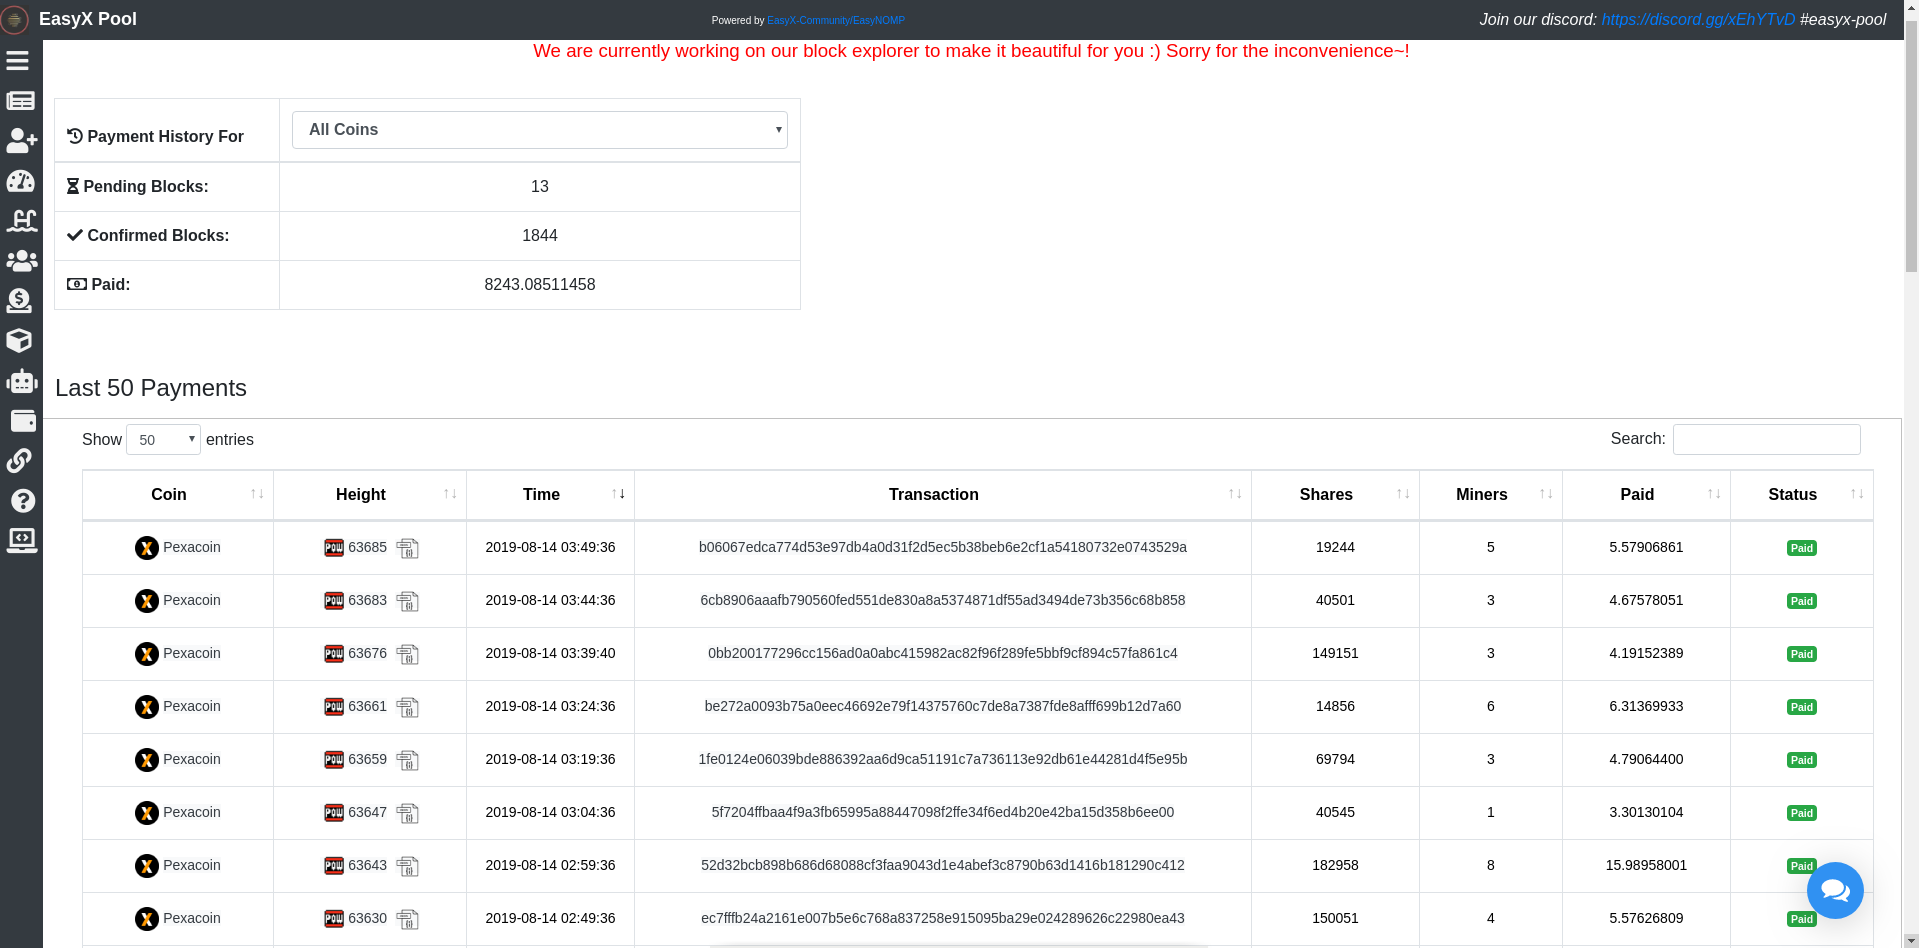 EasyX Pool
Powered by EasyX-Community/EasyNOMP
Join our discord: https://discord.gg/xEhYTvD #easyx-pool
We are currently working on our block explorer to make it beautiful for you :) Sorry for the inconvenience~!
Payment History For All Coins
Pending Blocks: 13
Confirmed Blocks: 1844
Paid: 8243.08511458
Last 50 Payments
Show 50 entries Search:
Coin Height Time Transaction Shares Miners Paid Status
Pexacoin POW 63685 2019-08-14 03:49:36 b06067edca774d53e97db4a0d31f2d5ec5b38beb6e2cf1a54180732e0743529a 19244 5 5.57906861 Paid
Pexacoin POW 63683 2019-08-14 03:44:36 6cb8906aaafb790560fed551de830a8a5374871df55ad3494de73b356c68b858 40501 3 4.67578051 Paid
Pexacoin POW 63676 2019-08-14 03:39:40 0bb200177296cc156ad0a0abc415982ac82f96f289fe5bbf9cf894c57fa861c4 149151 3 4.19152389 Paid
Pexacoin POW 63661 2019-08-14 03:24:36 be272a0093b75a0eec46692e79f14375760c7de8a7387fde8afff699b12d7a60 14856 6 6.31369933 Paid
Pexacoin POW 63659 2019-08-14 03:19:36 1fe0124e06039bde886392aa6d9ca51191c7a736113e92db61e44281d4f5e95b 69794 3 4.79064400 Paid
Pexacoin POW 63647 2019-08-14 03:04:36 5f7204ffbaa4f9a3fb65995a88447098f2ffe34f6ed4b20e42ba15d358b6ee00 40545 1 3.30130104 Paid
Pexacoin POW 63643 2019-08-14 02:59:36 52d32bcb898b686d68088cf3faa9043d1e4abef3c8790b63d1416b181290c412 182958 8 15.98958001 Paid
Pexacoin POW 63630 2019-08-14 02:49:36 ec7fffb24a2161e007b5e6c768a837258e915095ba29e024289626c22980ea43 150051 4 5.57626809 Paid